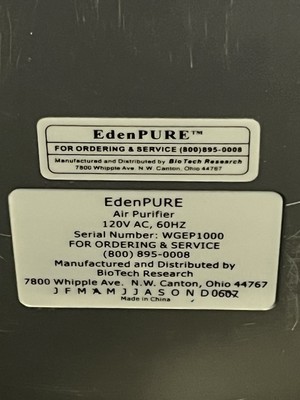 EdenPURE™
FOR ORDERING & SERVICE (800)895-0008
Manufactured and Distributed by BioTech Research
7800 Whipple Ave. N.W. Canton, Ohio 44767
EdenPURE
Air Purifier
120V AC, 60HZ
Serial Number: WGEP1000
FOR ORDERING & SERVICE
(800) 895-0008
Manufactured and Distributed by
BioTech Research
7800 Whipple Ave. N.W. Canton, Ohio 44767
J F M A M J J A S O N D 0607
Made in China